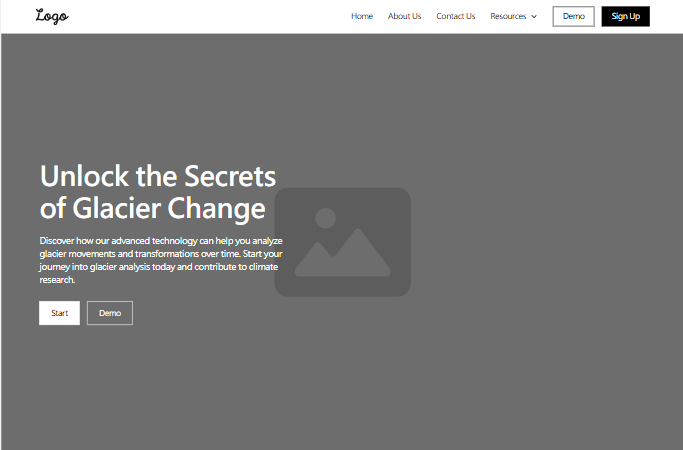 Logo
Home About Us Contact Us Resources Demo Sign Up
Unlock the Secrets
of Glacier Change
Discover how our advanced technology can help you analyze
glacier movements and transformations over time. Start your
journey into glacier analysis today and contribute to climate
research.
Start Demo